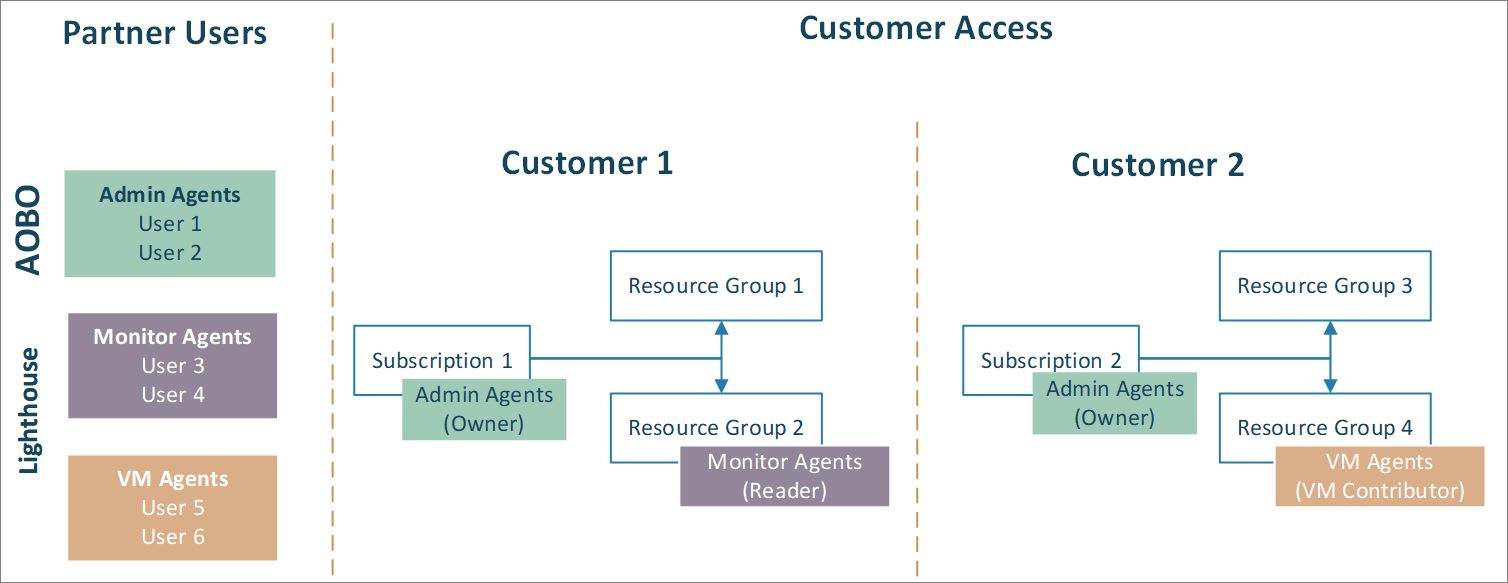 Partner Users
Customer Access
AOBO
Admin Agents
User 1
User 2
Lighthouse
Monitor Agents
User 3
User 4
VM Agents
User 5
User 6
Customer 1
Resource Group 1
Subscription 1
Admin Agents
(Owner)
Resource Group 2
Monitor Agents
(Reader)
Customer 2
Resource Group 3
Subscription 2
Admin Agents
(Owner)
Resource Group 4
VM Agents
(VM Contributor)